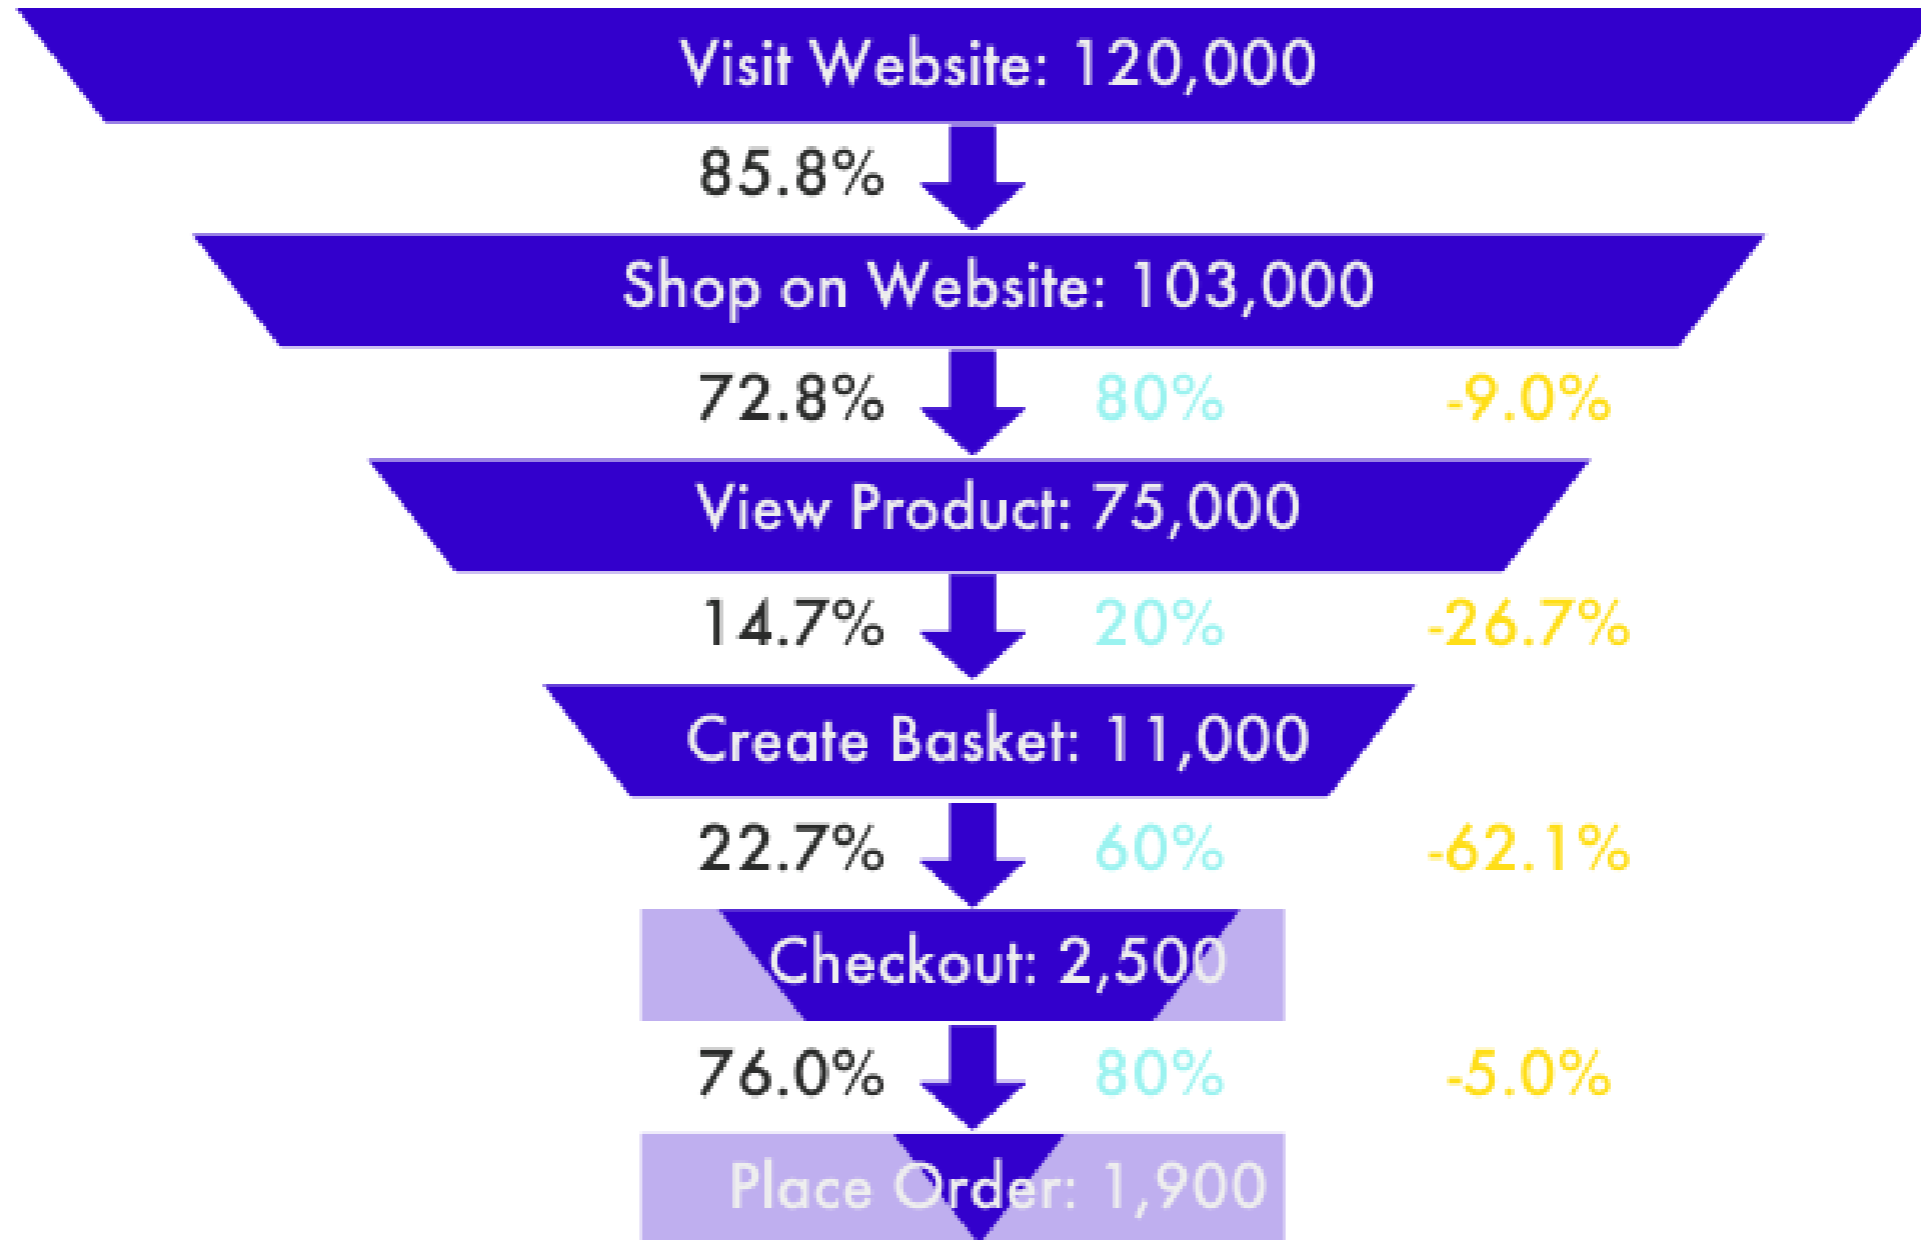 Visit Website: 120,000
85.8%
Shop on Website: 103,000
72.8% 80% -9.0%
View Product: 75,000
14.7% 20% -26.7%
Create Basket: 11,000
22.7% 60% -62.1%
Checkout: 2,500
76.0% 80% -5.0%
Place Order: 1,900